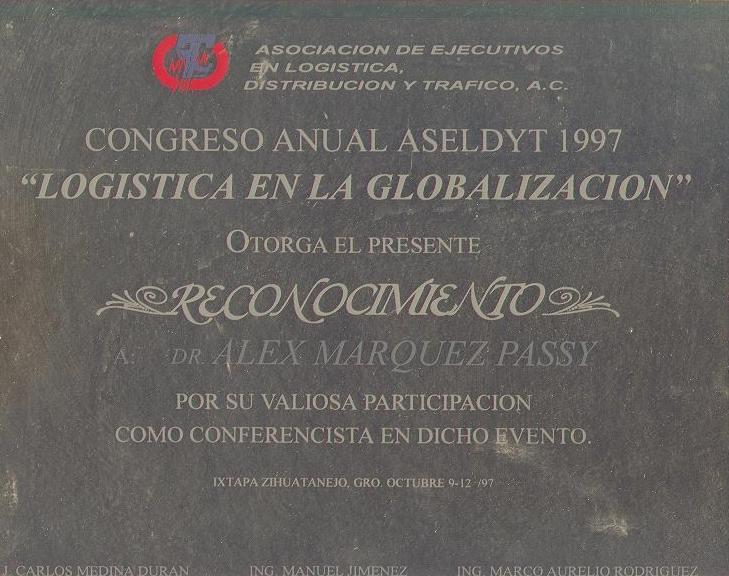 ASOCIACION DE EJECUTIVOS
EN LOGISTICA,
DISTRIBUCION Y TRAFICO, A.C.
CONGRESO ANUAL ASELDYT 1997
"LOGISTICA EN LA GLOBALIZACION"
OTORGA EL PRESENTE
RECONOCIMIENTO
A: DR ALEX MARQUEZ PASSY
POR SU VALIOSA PARTICIPACION
COMO CONFERENCISTA EN DICHO EVENTO.
IXTAPA ZIHUATANEJO, GRO. OCTUBRE 9-12 /97
J. CARLOS MEDINA DURAN ING. MANUEL JIMENEZ ING. MARCO AURELIO RODRIGUEZ